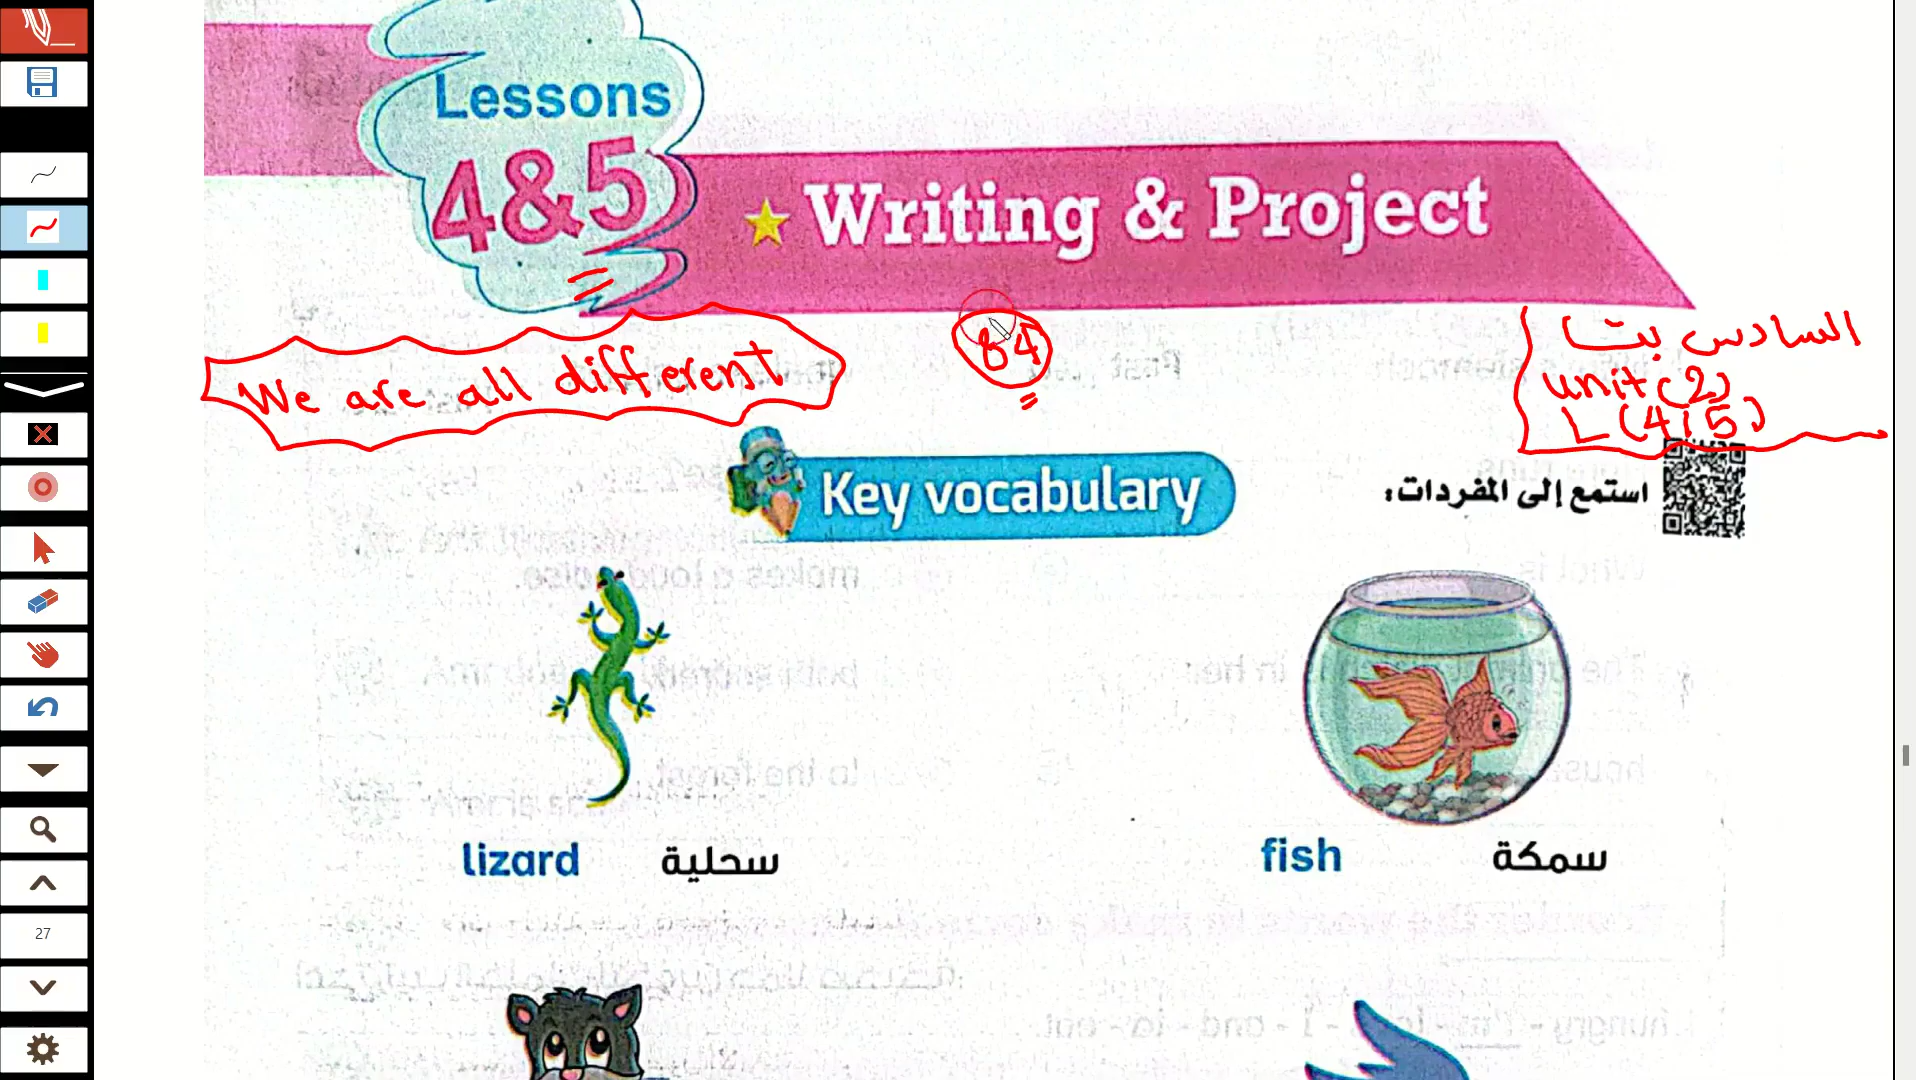 Lessons
4&5
Writing & Project
We are all different
84
السادس بت
unit (2)
L (4,5)
Key vocabulary
استمع إلى المفردات:
lizard سحلية
fish سمكة
27